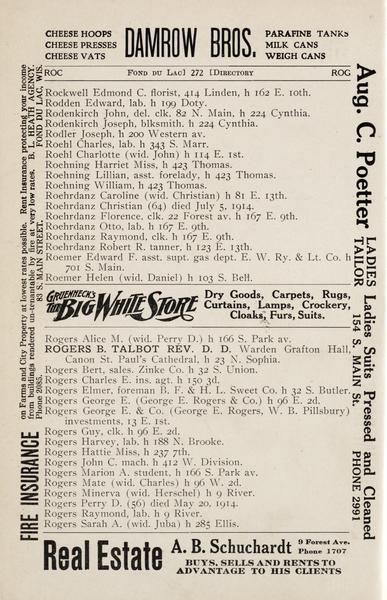 CHEESE HOOPS
CHEESE PRESSES
CHEESE VATS
DAMROW BROS.
PARAFINE TANKS
MILK CANS
WEIGH CANS
ROC FOND DU LAC] 272 [DIRECTORY ROG
Rockwell Edmond C. florist, 414 Linden, h 162 E. 10th.
Rodden Edward, lab. h 199 Doty.
Rodenkirch John, del. clk. 82 N. Main, h 224 Cynthia.
Rodenkirch Joseph, blksmith. h 224 Cynthia.
Rodler Joseph, h 200 Western av.
Roehl Charles, lab. h 343 S. Marr.
Roehl Charlotte (wid. John) h 114 E. 1st.
Roehning Harriet Miss, h 423 Thomas.
Roehning Lillian, asst. forelady, h 423 Thomas.
Roehning William, h 423 Thomas.
Roehrdanz Caroline (wid. Christian) h 81 E. 13th.
Roehrdanz Christian (64) died July 5, 1914.
Roehrdanz Florence, clk. 22 Forest av. h 167 E. 9th.
Roehrdanz Otto, lab. h 167 E. 9th.
Roehrdanz Raymond, clk. h 167 E. 9th.
Roehrdanz Robert R. tanner, h 123 E. 13th.
Roemer Edward F. asst. supt. gas dept. E. W. Ry. & Lt. Co. h
701 S. Main.
Roemer Helen (wid. Daniel) h 103 S. Bell.
GRUENHECK'S
THE BIG WHITE STORE
Dry Goods, Carpets, Rugs,
Curtains, Lamps, Crockery,
Cloaks, Furs, Suits.
Rogers Alice M. (wid. Perry D.) h 166 S. Park av.
ROGERS B. TALBOT REV. D. D. Warden Grafton Hall,
Canon St. Paul's Cathedral, h 23 N. Sophia.
Rogers Bert, sales. Zinke Co. h 32 S. Union.
Rogers Charles E. ins. agt. h 150 3d.
Rogers Elmer, foreman B. F. & H. L. Sweet Co. h 32 S. Butler.
Rogers George E. (George E. Rogers & Co.) h 96 E. 2d.
Rogers George E. & Co. (George E. Rogers, W. B. Pillsbury)
investments, 13 E. 1st.
Rogers Guy, clk. h 96 E. 2d.
Rogers Harvey, lab. h 188 N. Brooke.
Rogers Hattie Miss, h 237 7th.
Rogers John C. mach. h 412 W. Division.
Rogers Marion A. student, h 166 S. Park av.
Rogers Mate (wid. Charles) h 96 W. 2d.
Rogers Minerva (wid. Herschel) h 9 River.
Rogers Perry D. (56) died May 20, 1914.
Rogers Raymond, lab. h 9 River.
Rogers Sarah A. (wid. Juba) h 285 Ellis.
Real Estate
A. B. Schuchardt
9 Forest Ave.
Phone 1707
BUYS, SELLS AND RENTS TO
ADVANTAGE TO HIS CLIENTS
FIRE INSURANCE
on Farms and City Property at lowest rates possible. Rent Insurance protecting your income
from buildings rendered un-tenantable by fire at very low rates. B. L. HEATH AGENCY,
Phone 2085. 83 S. MAIN STREET, FOND DU LAC, WIS.
Aug. C. Poetter
LADIES
TAILOR
Ladies Suits Pressed and Cleaned
154 S. MAIN St. PHONE 2991